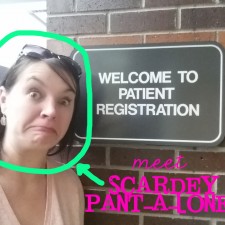 WELCOME TO
PATIENT
REGISTRATION
meet
SCARDEY
PANT-A-LONE